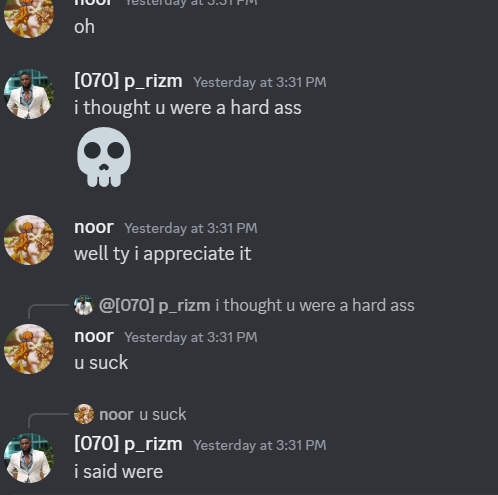 noor Yesterday at 3:31 PM
oh
[070] p_rizm Yesterday at 3:31 PM
i thought u were a hard ass
noor Yesterday at 3:31 PM
well ty i appreciate it
@[070] p_rizm i thought u were a hard ass
noor Yesterday at 3:31 PM
u suck
noor u suck
[070] p_rizm Yesterday at 3:31 PM
i said were